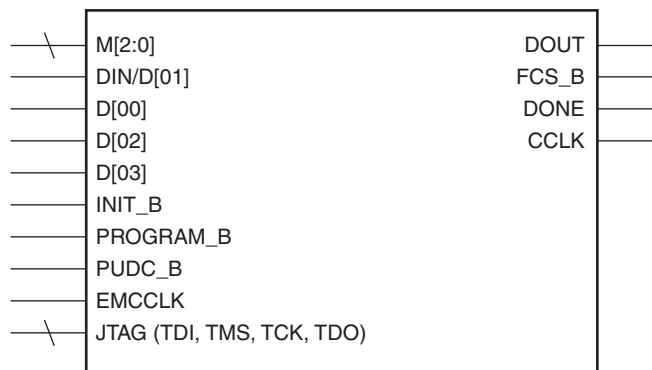 M[2:0] DOUT
DIN/D[01] FCS_B
D[00] DONE
D[02] CCLK
D[03]
INIT_B
PROGRAM_B
PUDC_B
EMCCLK
JTAG (TDI, TMS, TCK, TDO)